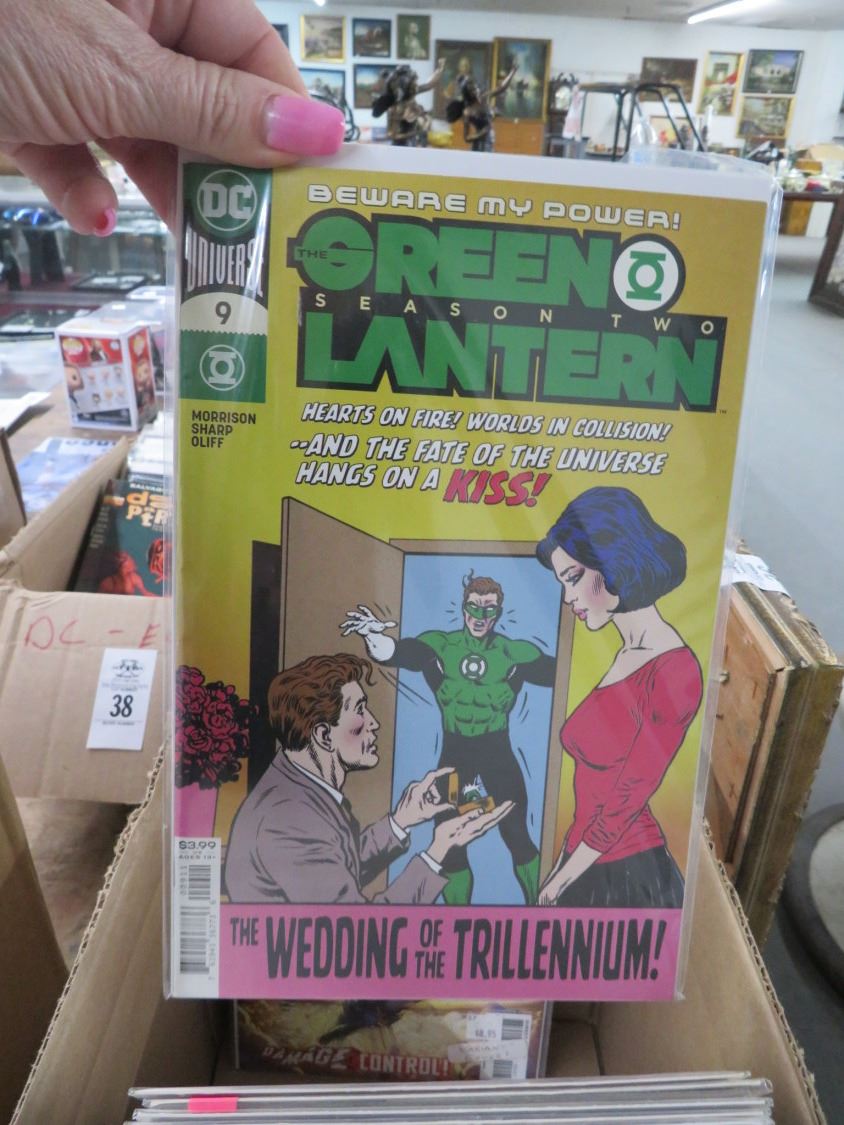 DC
UNIVERSE
9
MORRISON
SHARP
OLIFF
BEWARE MY POWER!
THE GREEN
SEASON TWO
LANTERN
HEARTS ON FIRE! WORLDS IN COLLISION!
--AND THE FATE OF THE UNIVERSE
HANGS ON A KISS!
$3.99
THE WEDDING OF THE TRILLENNIUM!
DC - E
38
$8.95
DAMAGE CONTROL!